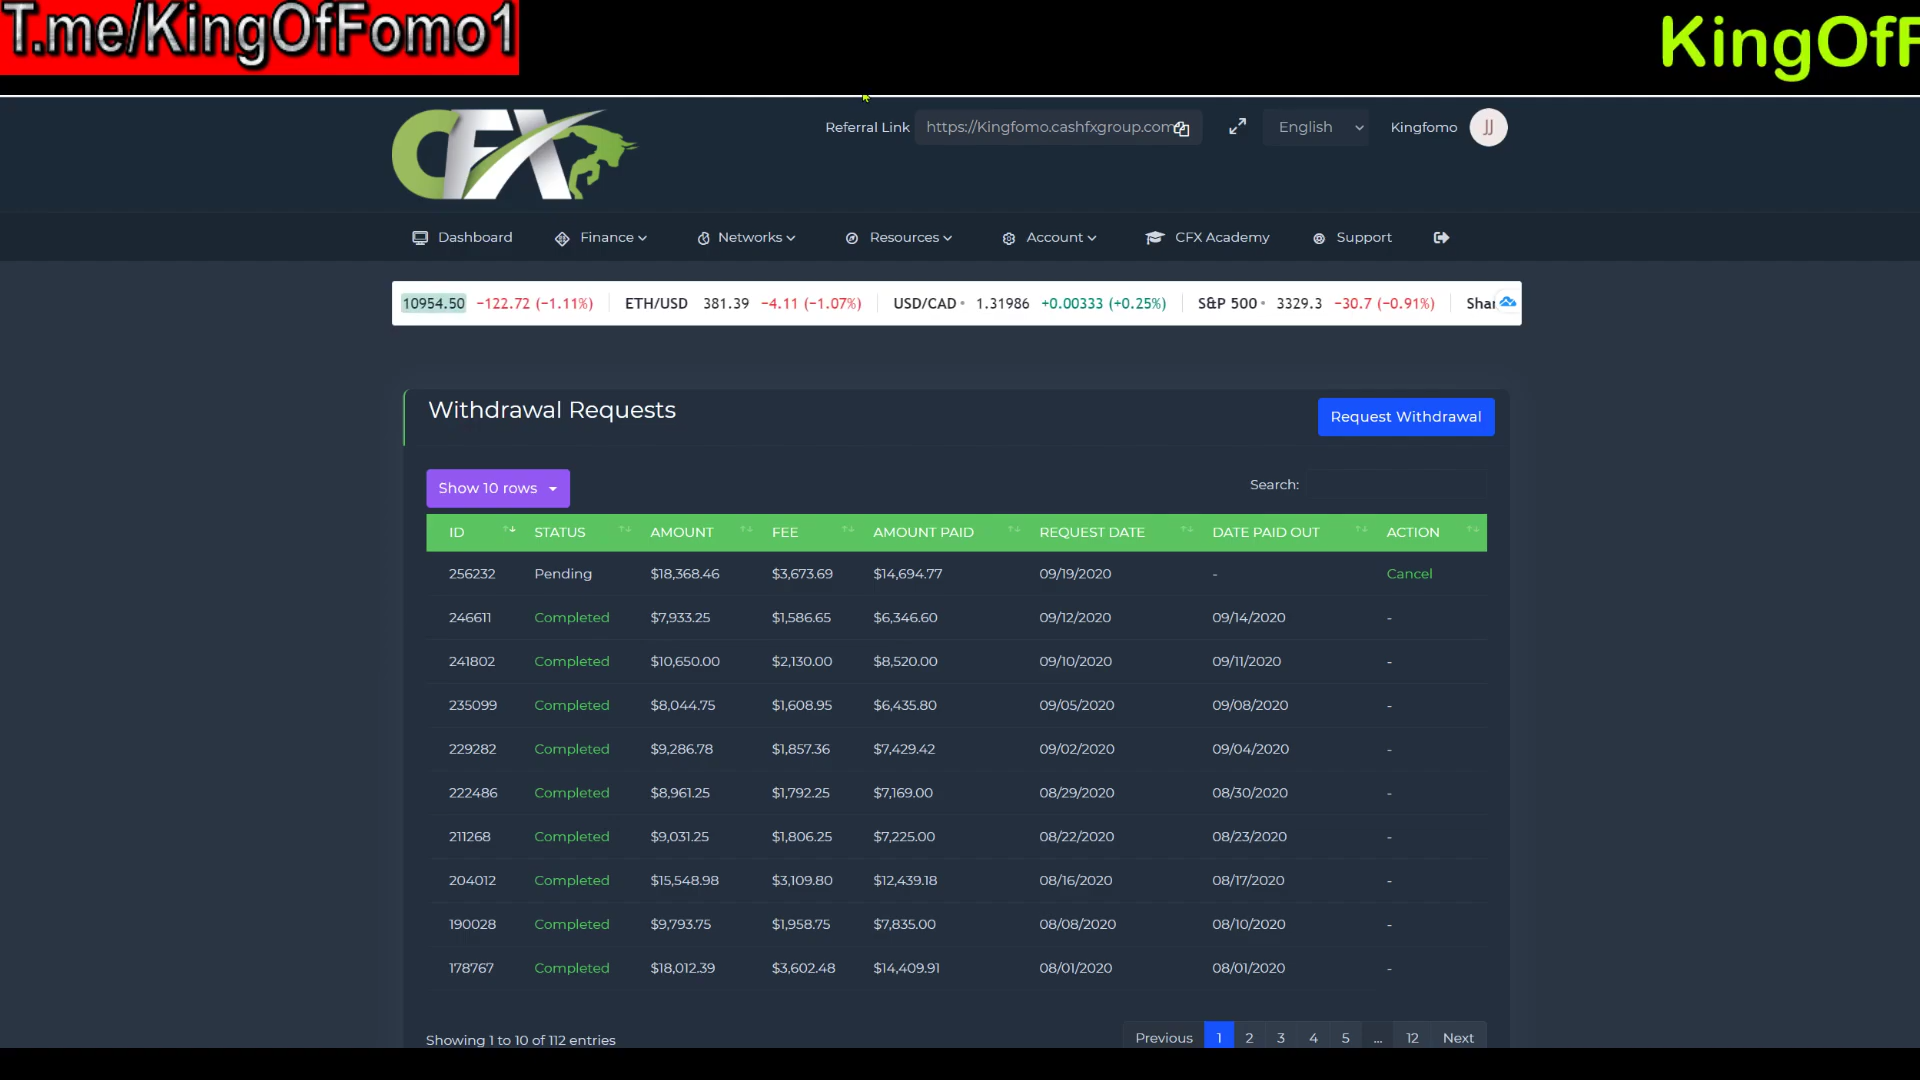 T.me/KingOfFomo1
KingOfF
CFX
Referral Link https://Kingfomo.cashfxgroup.com English Kingfomo JJ
Dashboard Finance Networks Resources Account CFX Academy Support
10954.50 −122.72 (−1.11%) ETH/USD 381.39 −4.11 (−1.07%) USD/CAD 1.31986 +0.00333 (+0.25%) S&P 500 3329.3 −30.7 (−0.91%) Shar
Withdrawal Requests Request Withdrawal
Show 10 rows Search:
ID STATUS AMOUNT FEE AMOUNT PAID REQUEST DATE DATE PAID OUT ACTION
256232 Pending $18,368.46 $3,673.69 $14,694.77 09/19/2020 - Cancel
246611 Completed $7,933.25 $1,586.65 $6,346.60 09/12/2020 09/14/2020 -
241802 Completed $10,650.00 $2,130.00 $8,520.00 09/10/2020 09/11/2020 -
235099 Completed $8,044.75 $1,608.95 $6,435.80 09/05/2020 09/08/2020 -
229282 Completed $9,286.78 $1,857.36 $7,429.42 09/02/2020 09/04/2020 -
222486 Completed $8,961.25 $1,792.25 $7,169.00 08/29/2020 08/30/2020 -
211268 Completed $9,031.25 $1,806.25 $7,225.00 08/22/2020 08/23/2020 -
204012 Completed $15,548.98 $3,109.80 $12,439.18 08/16/2020 08/17/2020 -
190028 Completed $9,793.75 $1,958.75 $7,835.00 08/08/2020 08/10/2020 -
178767 Completed $18,012.39 $3,602.48 $14,409.91 08/01/2020 08/01/2020 -
Showing 1 to 10 of 112 entries Previous 1 2 3 4 5 ... 12 Next